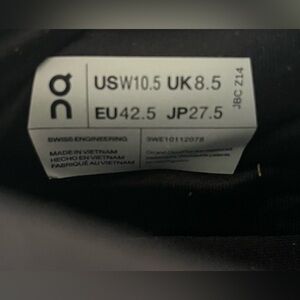 USW10.5 UK8.5
EU42.5 JP27.5
JBC Z14
SWISS ENGINEERING
3WE10112078
MADE IN VIETNAM
HECHO EN VIETNAM
FABRIQUÉ AU VIETNAM